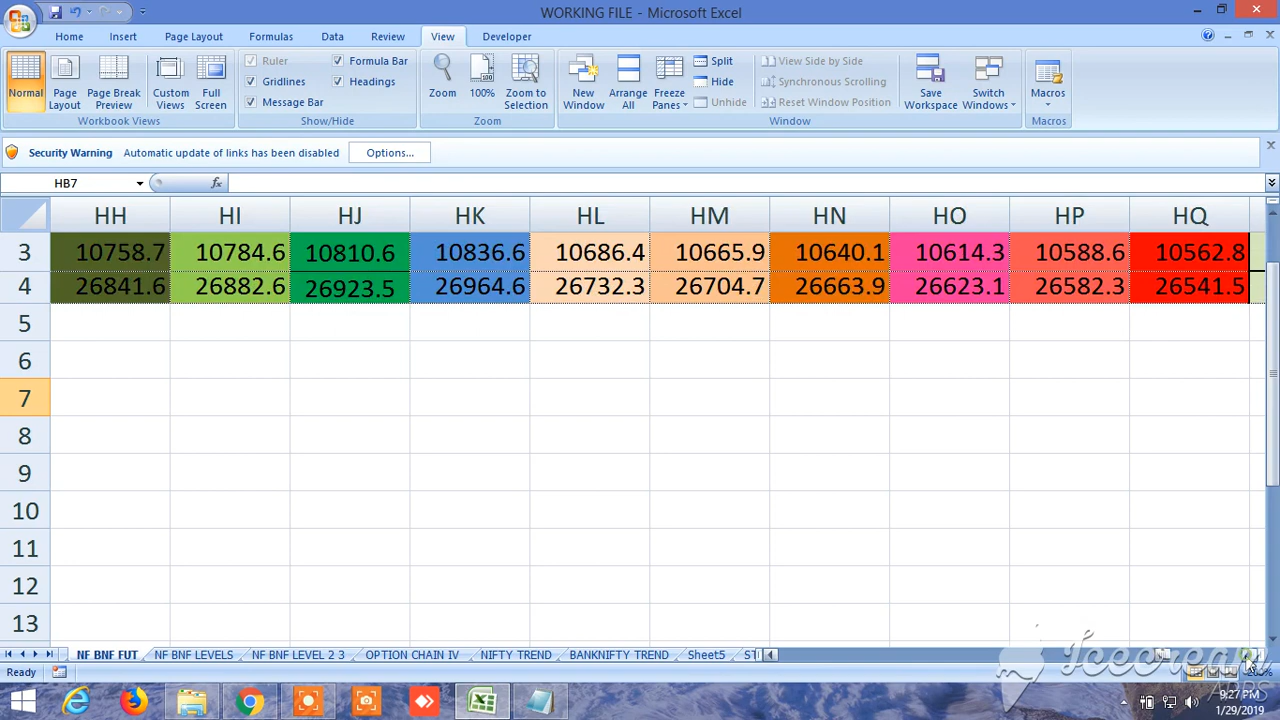 WORKING FILE - Microsoft Excel
Home Insert Page Layout Formulas Data Review View Developer
Normal
Page Layout
Page Break Preview
Custom Views
Full Screen
Workbook Views
Ruler
Formula Bar
Gridlines
Headings
Message Bar
Show/Hide
Zoom
100%
Zoom to Selection
Zoom
New Window
Arrange All
Freeze Panes
Split
Hide
Unhide
View Side by Side
Synchronous Scrolling
Reset Window Position
Save Workspace
Switch Windows
Window
Macros
Macros
Security Warning Automatic update of links has been disabled Options...
HB7 fx
HH HI HJ HK HL HM HN HO HP HQ
3 10758.7 10784.6 10810.6 10836.6 10686.4 10665.9 10640.1 10614.3 10588.6 10562.8
4 26841.6 26882.6 26923.5 26964.6 26732.3 26704.7 26663.9 26623.1 26582.3 26541.5
5
6
7
8
9
10
11
12
13
NF BNF FUT NF BNF LEVELS NF BNF LEVEL 2 3 OPTION CHAIN IV NIFTY TREND BANKNIFTY TREND Sheet5 ST
Ready
Icecream
APPS
9:27 PM
1/29/2019